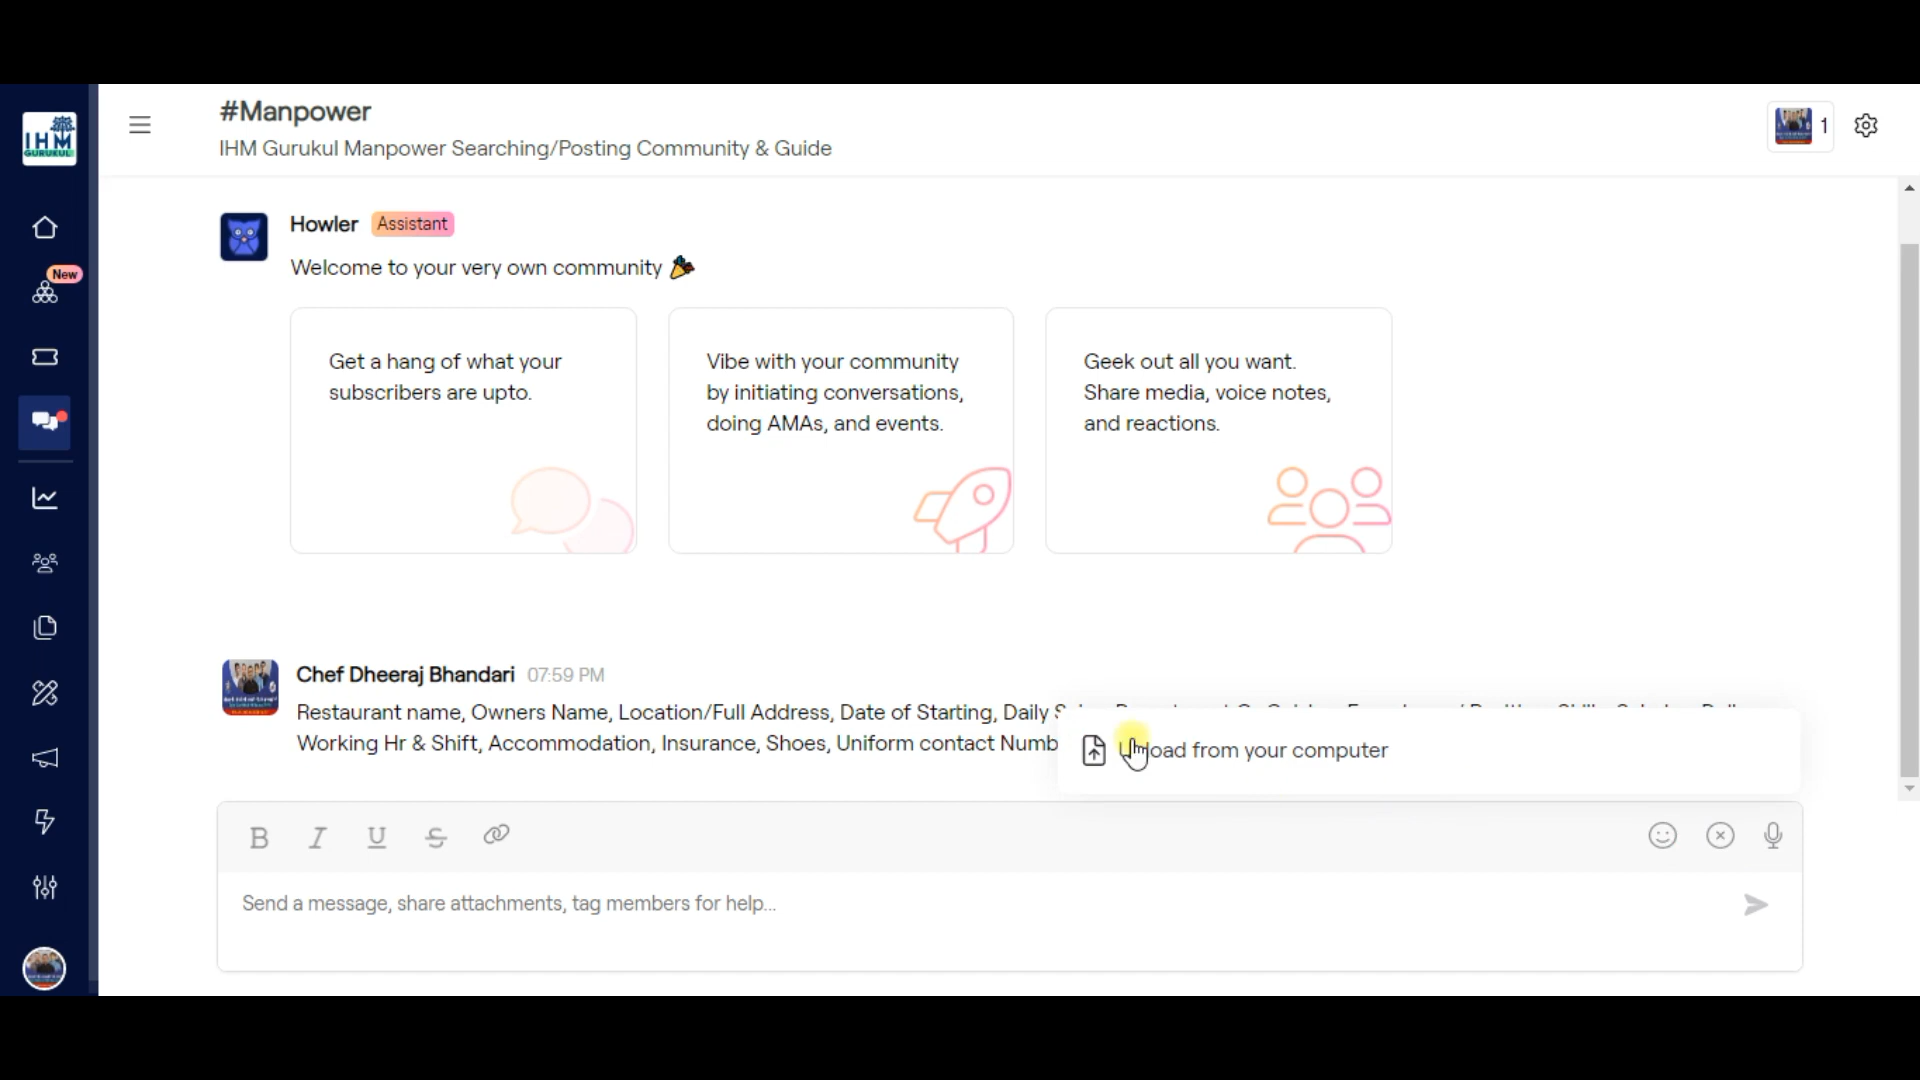 IHM
GURUKUL
#Manpower
IHM Gurukul Manpower Searching/Posting Community & Guide
1
New
Howler Assistant
Welcome to your very own community
Get a hang of what your
subscribers are upto.
Vibe with your community
by initiating conversations,
doing AMAs, and events.
Geek out all you want.
Share media, voice notes,
and reactions.
Chef Dheeraj Bhandari 07:59 PM
Restaurant name, Owners Name, Location/Full Address, Date of Starting, Daily
Working Hr & Shift, Accommodation, Insurance, Shoes, Uniform contact Numb
from your computer
B I U S
Send a message, share attachments, tag members for help...